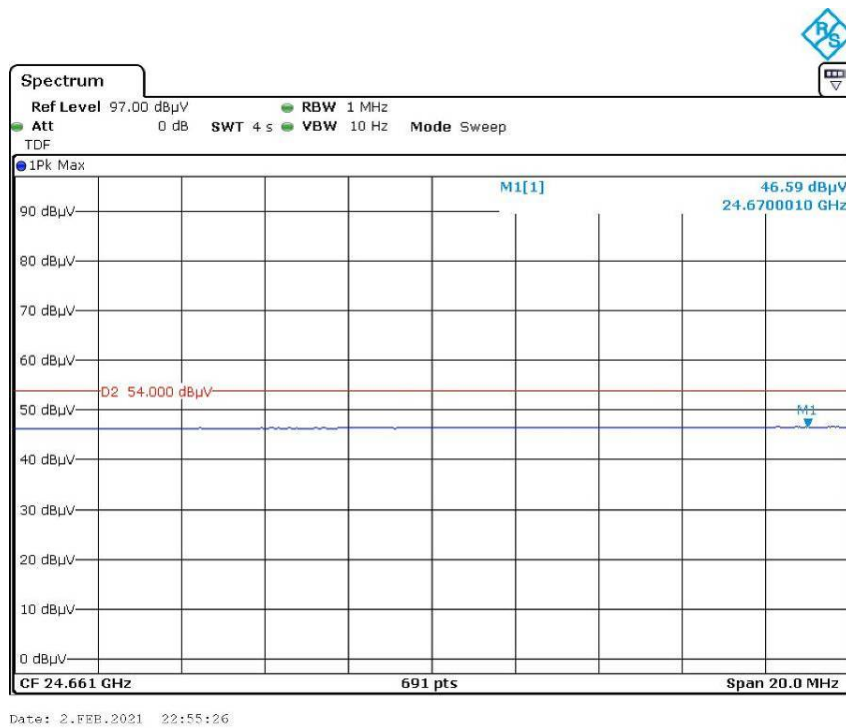 R&S
Spectrum
Ref Level 97.00 dBµV RBW 1 MHz
Att 0 dB SWT 4 s VBW 10 Hz Mode Sweep
TDF
1Pk Max
M1[1] 46.59 dBµV
24.6700010 GHz
90 dBµV
80 dBµV
70 dBµV
60 dBµV
D2 54.000 dBµV
50 dBµV
M1
40 dBµV
30 dBµV
20 dBµV
10 dBµV
0 dBµV
CF 24.661 GHz 691 pts Span 20.0 MHz
Date: 2.FEB.2021 22:55:26